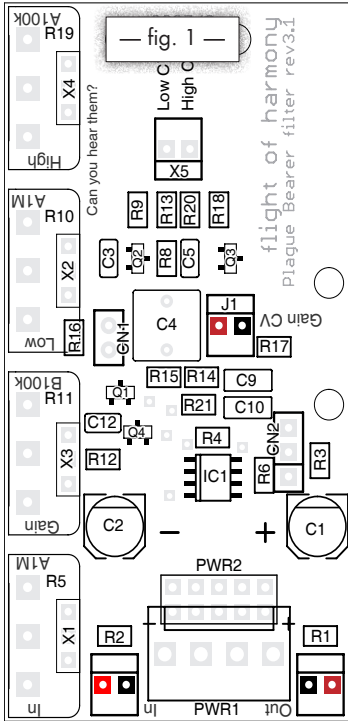 A100k
R19
X4
High
— fig. 1 —
Low C
High C
X5
Can you hear them?
flight of harmony
Plague Bearer filter rev3.1
A1M
R10
X2
Low
R9
R13
R20
R18
C3
Q2
R8
C5
Q3
R16
CN1
C4
J1
Gain CV
R17
B100k
R11
X3
Gain
Q1
R15
R14
C9
R21
C10
C12
Q4
R4
CN2
R12
IC1
R6
R3
C2
−
+
C1
A1M
R5
X1
In
PWR2
R2
R1
+
+
In
PWR1
Out